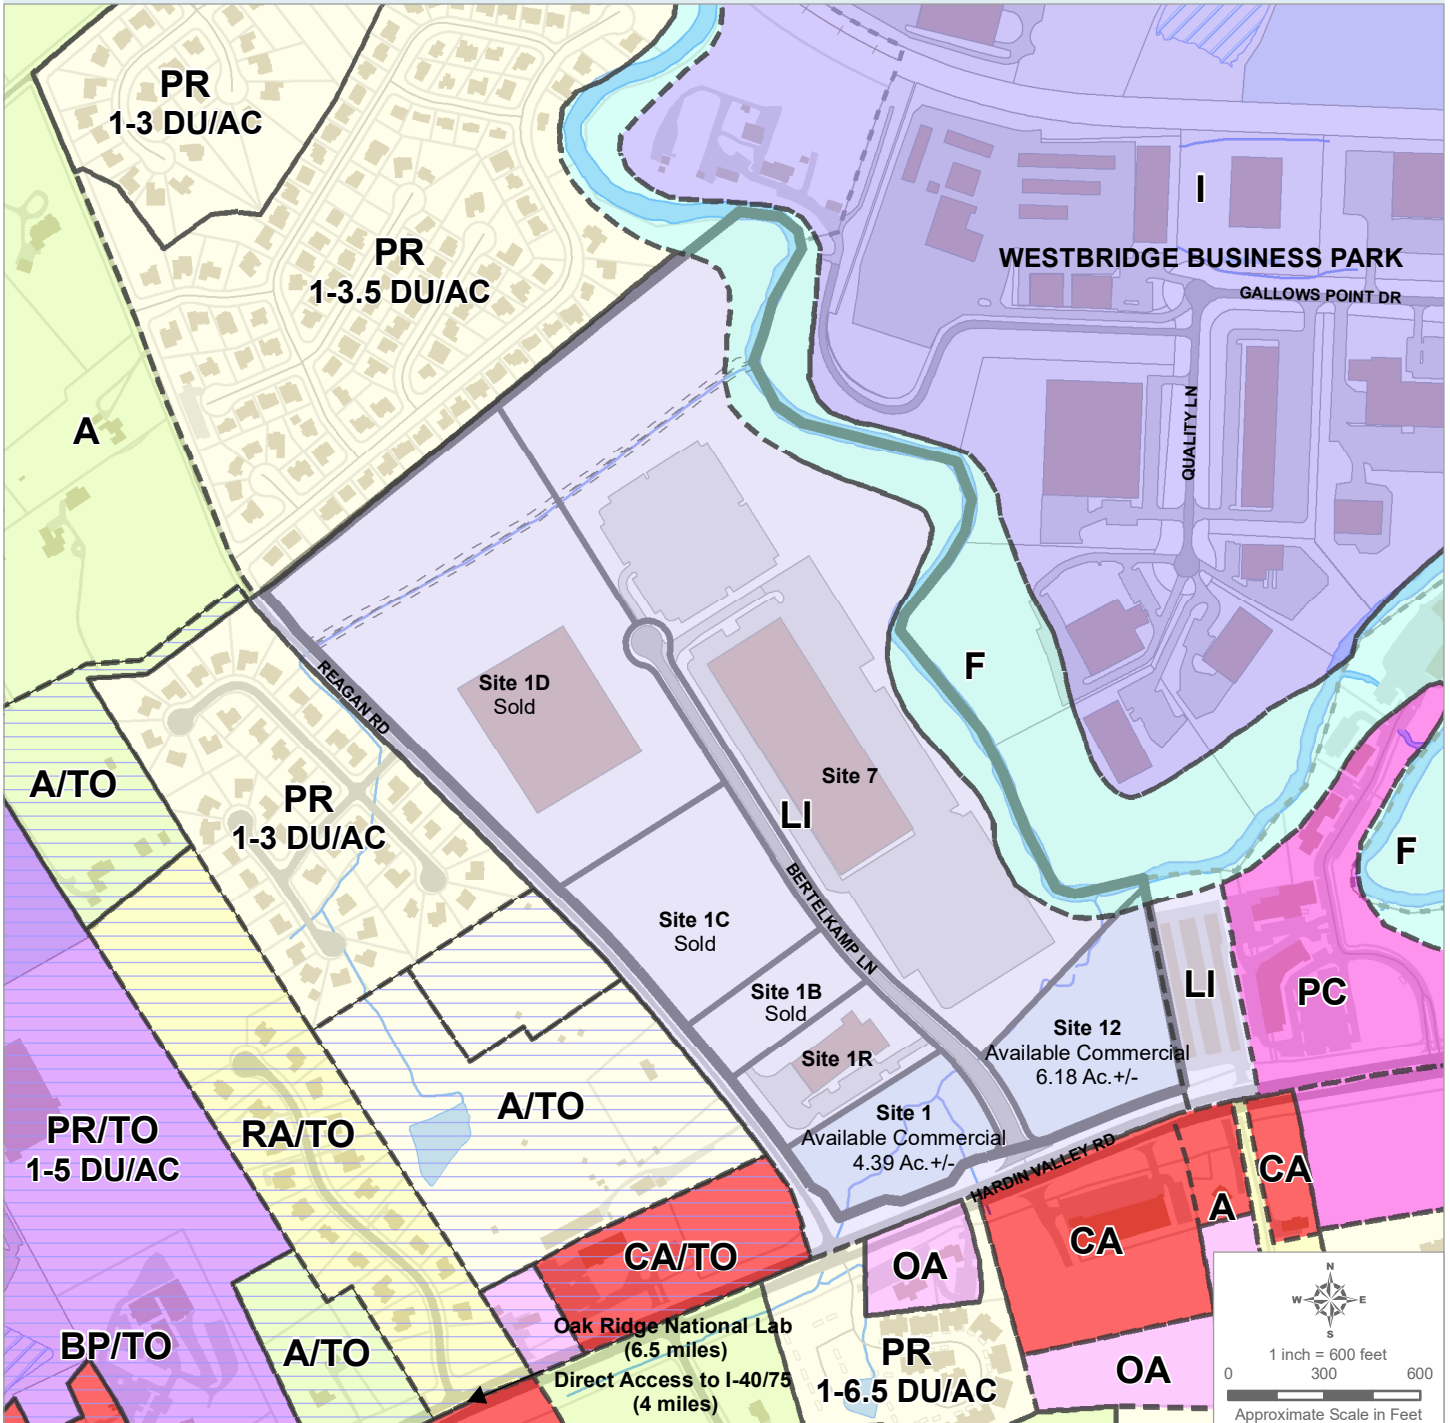 PR
1-3 DU/AC
I
PR
1-3.5 DU/AC
WESTBRIDGE BUSINESS PARK
GALLOWS POINT DR
QUALITY LN
A
F
REAGAN RD
Site 1D
Sold
Site 7
LI
A/TO
PR
1-3 DU/AC
F
BERTELKAMP LN
Site 1C
Sold
Site 1B
Sold
Site 1R
LI
PC
Site 12
Available Commercial
6.18 Ac.+/-
Site 1
Available Commercial
4.39 Ac.+/-
A/TO
PR/TO
1-5 DU/AC
RA/TO
HARDIN VALLEY RD
CA
A
CA
CA/TO
OA
BP/TO
A/TO
Oak Ridge National Lab
(6.5 miles)
Direct Access to I-40/75
(4 miles)
PR
1-6.5 DU/AC
OA
N
W
E
S
1 inch = 600 feet
0 300 600
Approximate Scale in Feet